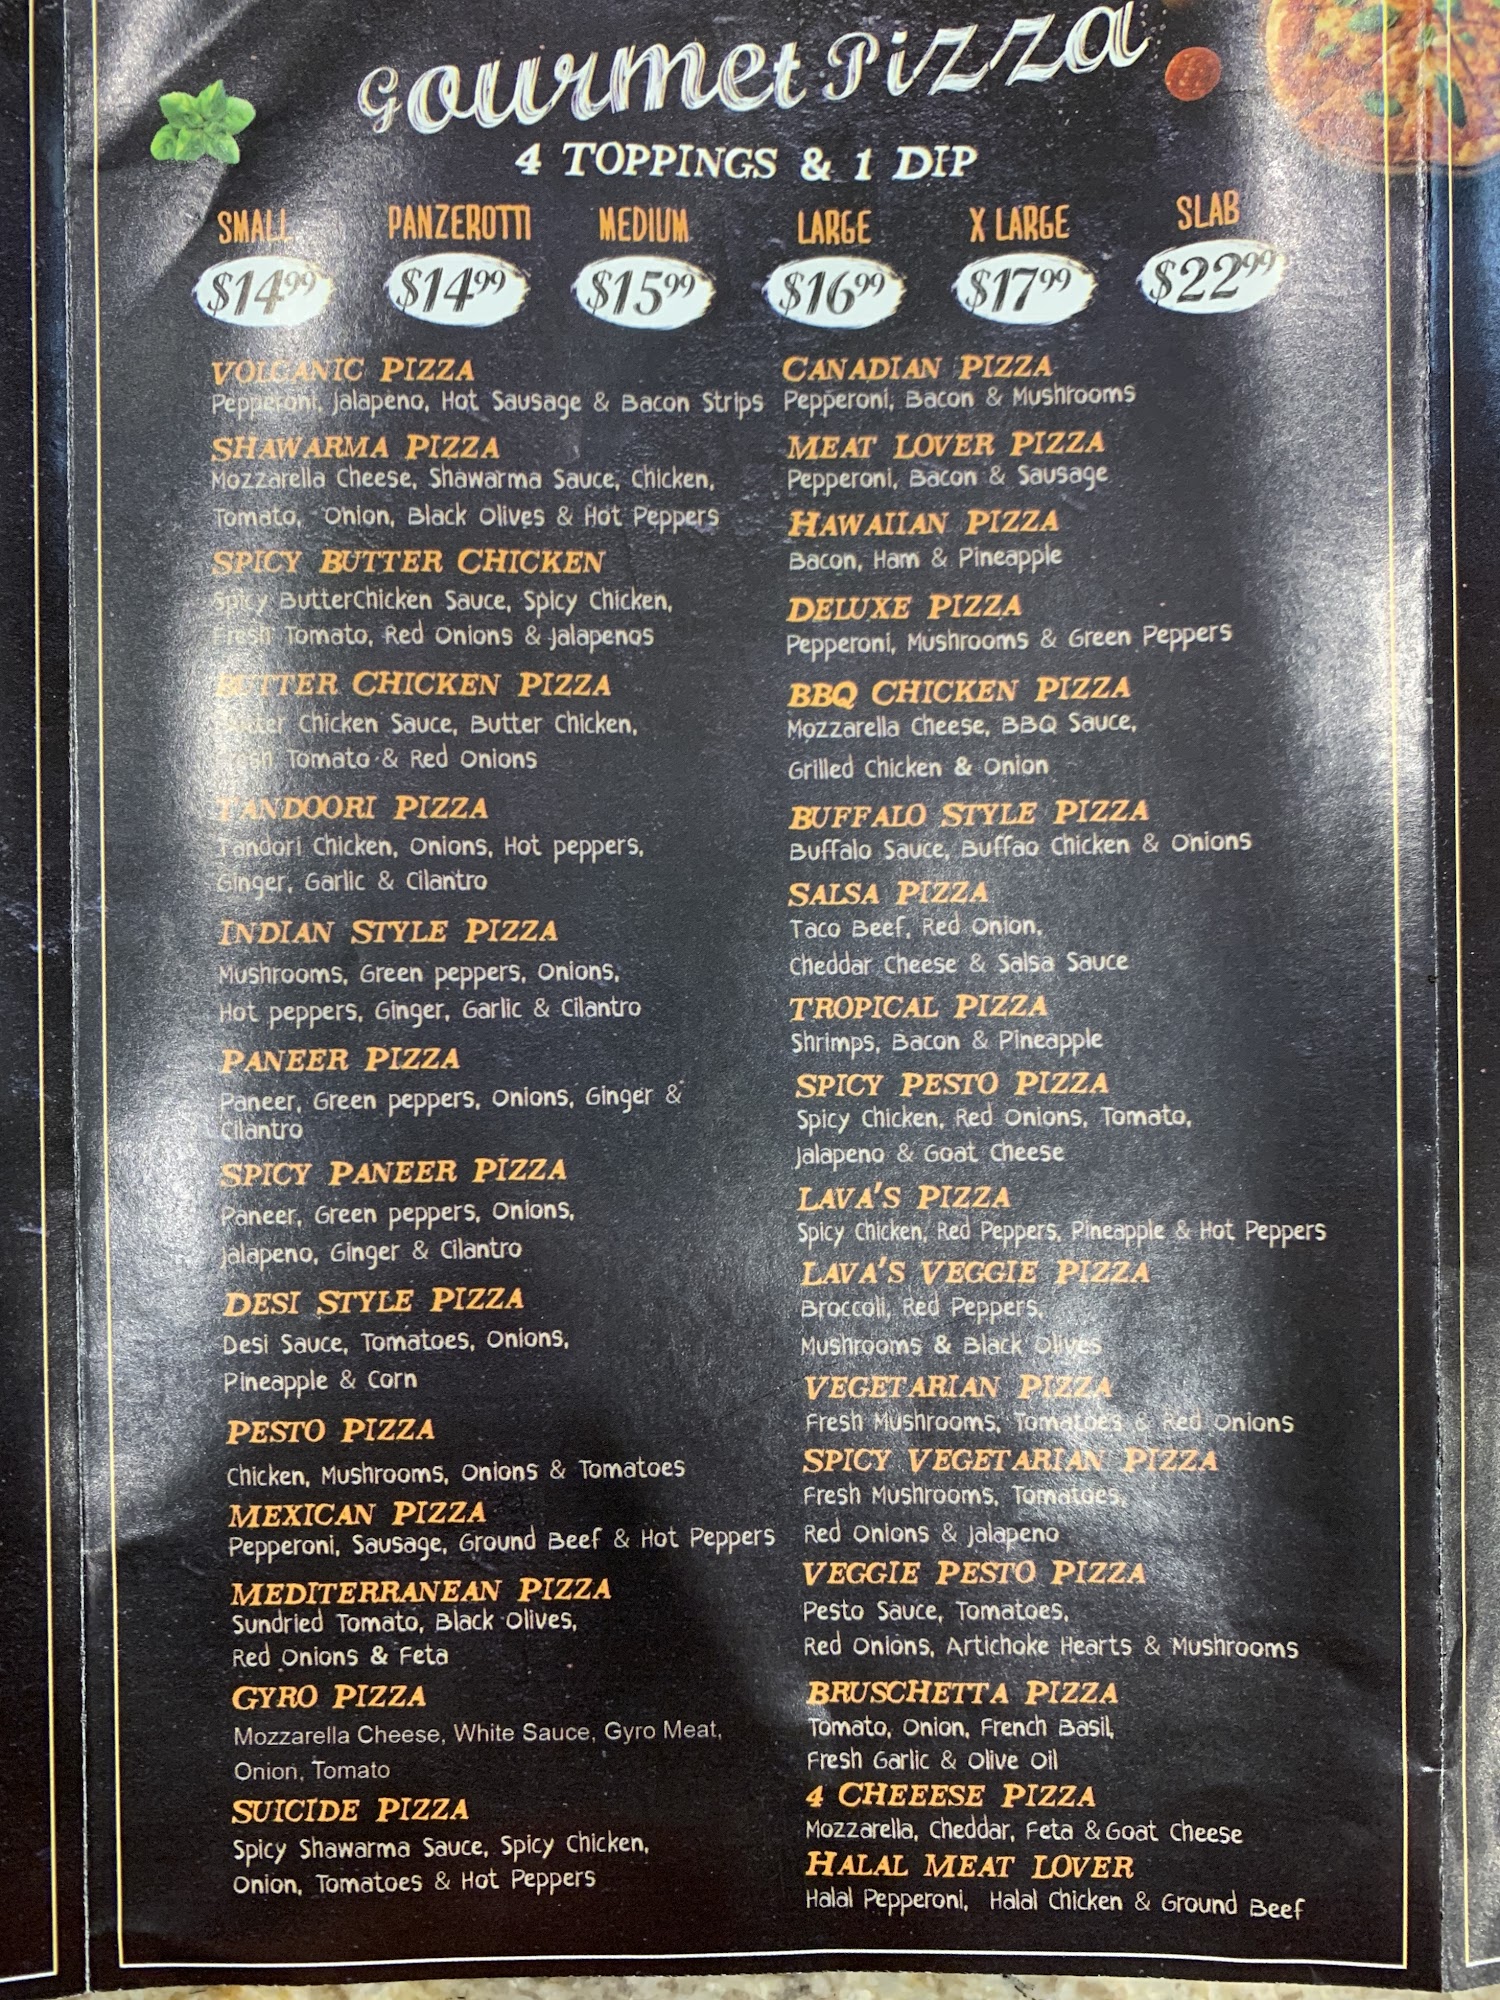 Gourmet Pizza
4 TOPPINGS & 1 DIP
SMALL PANZEROTTI MEDIUM LARGE X LARGE SLAB
$14.99 $14.99 $15.99 $16.99 $17.99 $22.99
VOLCANIC PIZZA
Pepperoni, Jalapeno, Hot Sausage & Bacon Strips
SHAWARMA PIZZA
Mozzarella Cheese, Shawarma Sauce, Chicken,
Tomato, Onion, Black Olives & Hot Peppers
SPICY BUTTER CHICKEN
Spicy ButterChicken Sauce, Spicy Chicken,
Fresh Tomato, Red Onions & Jalapenos
BUTTER CHICKEN PIZZA
Butter Chicken Sauce, Butter Chicken,
Fresh Tomato & Red Onions
TANDOORI PIZZA
Tandori Chicken, Onions, Hot peppers,
Ginger, Garlic & Cilantro
INDIAN STYLE PIZZA
Mushrooms, Green peppers, Onions,
Hot peppers, Ginger, Garlic & Cilantro
PANEER PIZZA
Paneer, Green peppers, Onions, Ginger &
Cilantro
SPICY PANEER PIZZA
Paneer, Green peppers, Onions,
Jalapeno, Ginger & Cilantro
DESI STYLE PIZZA
Desi Sauce, Tomatoes, Onions,
Pineapple & Corn
PESTO PIZZA
Chicken, Mushrooms, Onions & Tomatoes
MEXICAN PIZZA
Pepperoni, Sausage, Ground Beef & Hot Peppers
MEDITERRANEAN PIZZA
Sundried Tomato, Black Olives,
Red Onions & Feta
GYRO PIZZA
Mozzarella Cheese, White Sauce, Gyro Meat,
Onion, Tomato
SUICIDE PIZZA
Spicy Shawarma Sauce, Spicy Chicken,
Onion, Tomatoes & Hot Peppers
CANADIAN PIZZA
Pepperoni, Bacon & Mushrooms
MEAT LOVER PIZZA
Pepperoni, Bacon & Sausage
HAWAIIAN PIZZA
Bacon, Ham & Pineapple
DELUXE PIZZA
Pepperoni, Mushrooms & Green Peppers
BBQ CHICKEN PIZZA
Mozzarella Cheese, BBQ Sauce,
Grilled Chicken & Onion
BUFFALO STYLE PIZZA
Buffalo Sauce, Buffao Chicken & Onions
SALSA PIZZA
Taco Beef, Red Onion,
Cheddar Cheese & Salsa Sauce
TROPICAL PIZZA
Shrimps, Bacon & Pineapple
SPICY PESTO PIZZA
Spicy Chicken, Red Onions, Tomato,
Jalapeno & Goat Cheese
LAVA'S PIZZA
Spicy Chicken, Red Peppers, Pineapple & Hot Peppers
LAVA'S VEGGIE PIZZA
Broccoli, Red Peppers,
Mushrooms & Black Olives
VEGETARIAN PIZZA
Fresh Mushrooms, Tomatoes & Red Onions
SPICY VEGETARIAN PIZZA
Fresh Mushrooms, Tomatoes,
Red Onions & Jalapeno
VEGGIE PESTO PIZZA
Pesto Sauce, Tomatoes,
Red Onions, Artichoke Hearts & Mushrooms
BRUSCHETTA PIZZA
Tomato, Onion, French Basil,
Fresh Garlic & Olive Oil
4 CHEEESE PIZZA
Mozzarella, Cheddar, Feta & Goat Cheese
HALAL MEAT LOVER
Halal Pepperoni, Halal Chicken & Ground Beef